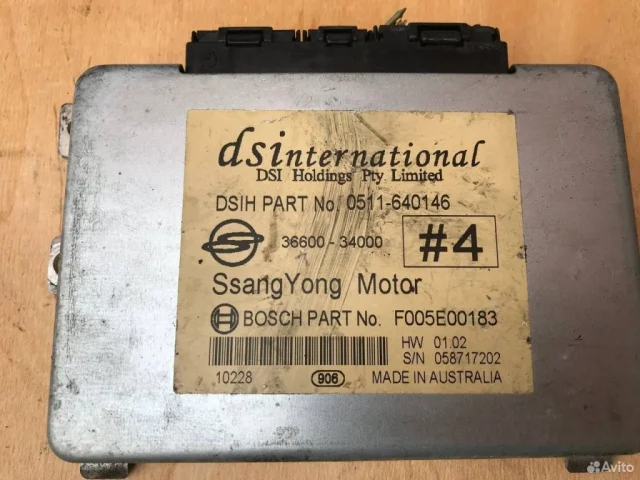 dsinternational
DSI Holdings Pty Limited
DSIH PART No. 0511-640146
36600 - 34000
#4
SsangYong Motor
BOSCH PART No. F005E00183
HW 01.02
S/N 058717202
10228 906 MADE IN AUSTRALIA
Avito